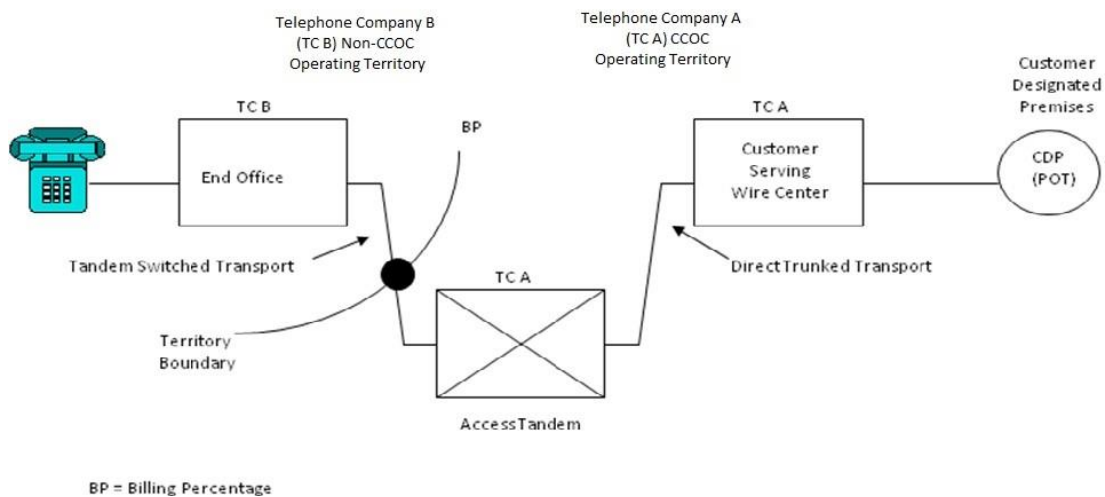 Telephone Company B
(TC B) Non-CCOC
Operating Territory
Telephone Company A
(TC A) CCOC
Operating Territory
Customer
Designated
Premises
TC B
BP
TC A
End Office
Customer
Serving
Wire Center
CDP
(POT)
Tandem Switched Transport
TC A
Direct Trunked Transport
Territory
Boundary
Access Tandem
BP = Billing Percentage